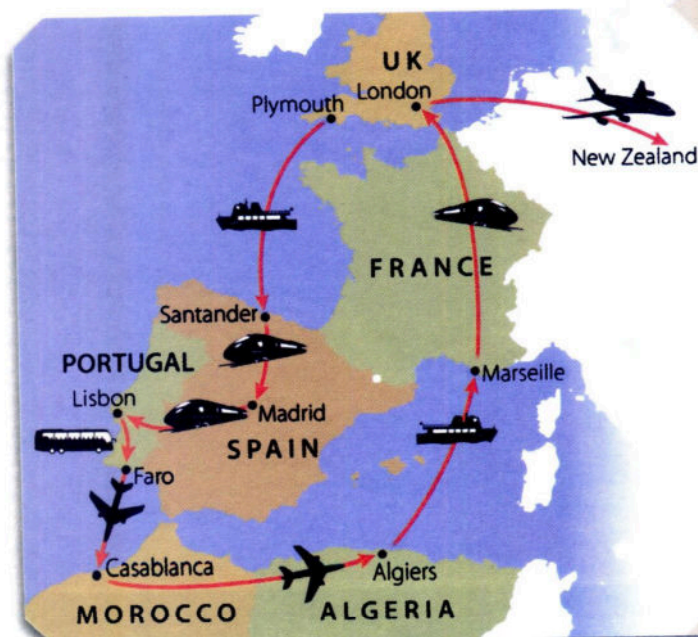 UK
London
Plymouth
New Zealand
FRANCE
Santander
PORTUGAL
Marseille
Lisbon
Madrid
SPAIN
Faro
Casablanca
Algiers
MOROCCO
ALGERIA